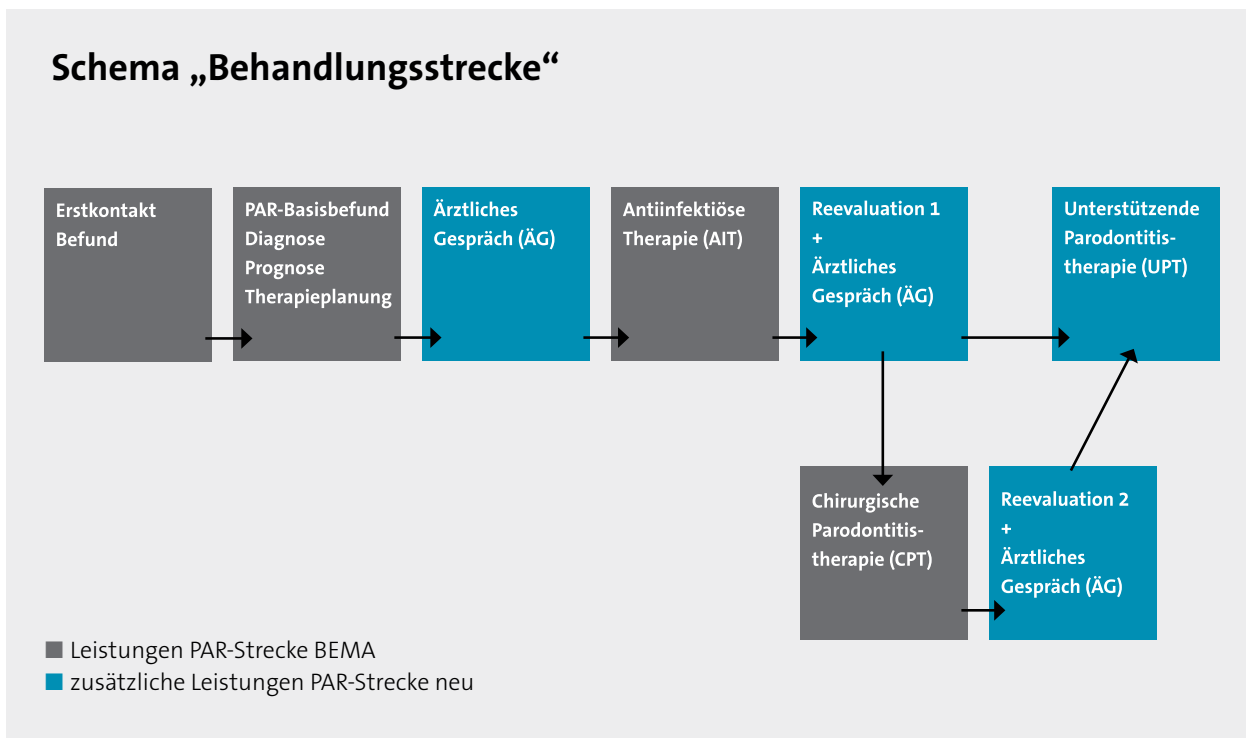 Schema „Behandlungsstrecke“
Erstkontakt
Befund
PAR-Basisbefund
Diagnose
Prognose
Therapieplanung
Ärztliches
Gespräch (ÄG)
Antiinfektiöse
Therapie (AIT)
Reevaluation 1
+
Ärztliches
Gespräch (ÄG)
Unterstützende
Parodontitis-
therapie (UPT)
Chirurgische
Parodontitis-
therapie (CPT)
Reevaluation 2
+
Ärztliches
Gespräch (ÄG)
Leistungen PAR-Strecke BEMA
zusätzliche Leistungen PAR-Strecke neu